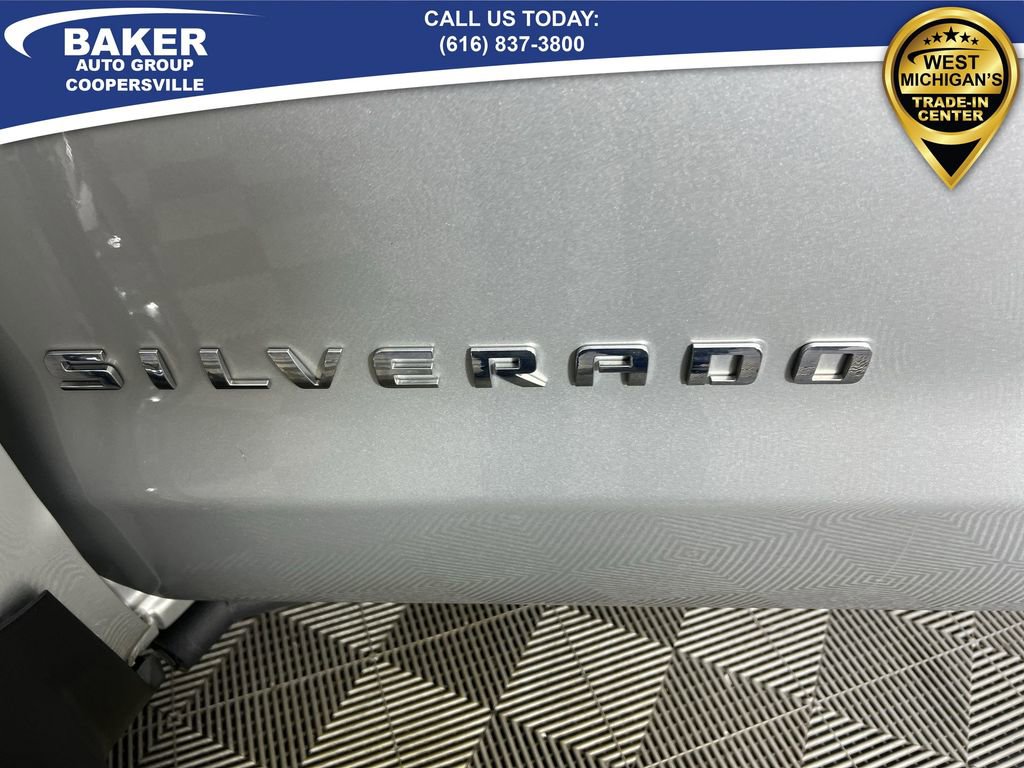 BAKER
AUTO GROUP
COOPERSVILLE
CALL US TODAY:
(616) 837-3800
WEST
MICHIGAN'S
TRADE-IN
CENTER
SILVERADO